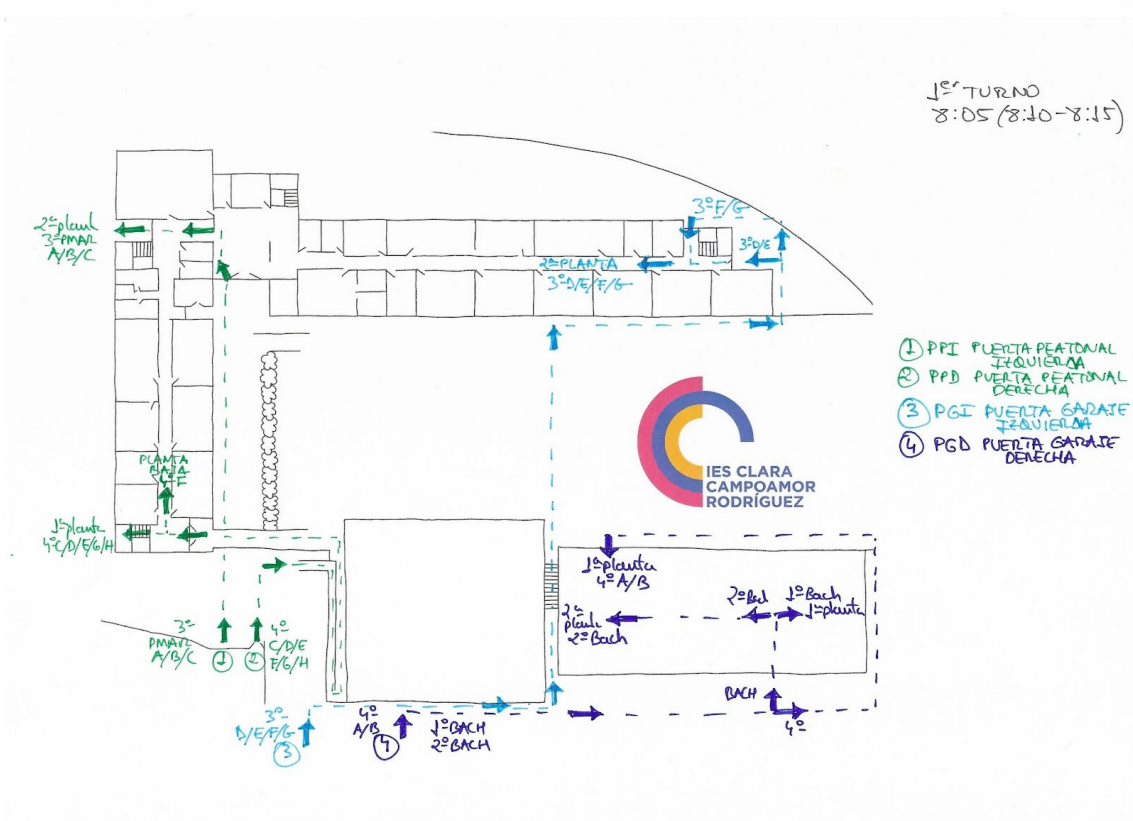 1er TURNO
8:05 (8:10-8:15)
2ª plant
3º PMAR
A/B/C
3º F/G
3º D/E
2ª PLANTA
3º D/E/F/G
① PPI PUERTA PEATONAL
IZQUIERDA
② PPD PUERTA PEATONAL
DERECHA
③ PGI PUERTA GARAJE
IZQUIERDA
④ PGD PUERTA GARAJE
DERECHA
IES CLARA
CAMPOAMOR
RODRÍGUEZ
PLANTA
BAJA
4º F
1ª planta
4º C/D/E/G/H
1ª planta
4º A/B
2ª
planta
2º Bach
2º Bach
1º Bach
1ª planta
3º
PMAR
A/B/C
①
②
4º
C/D/E
F/G/H
BACH
4º
3º
D/E/F/G
③
4º
A/B
④
1º BACH
2º BACH